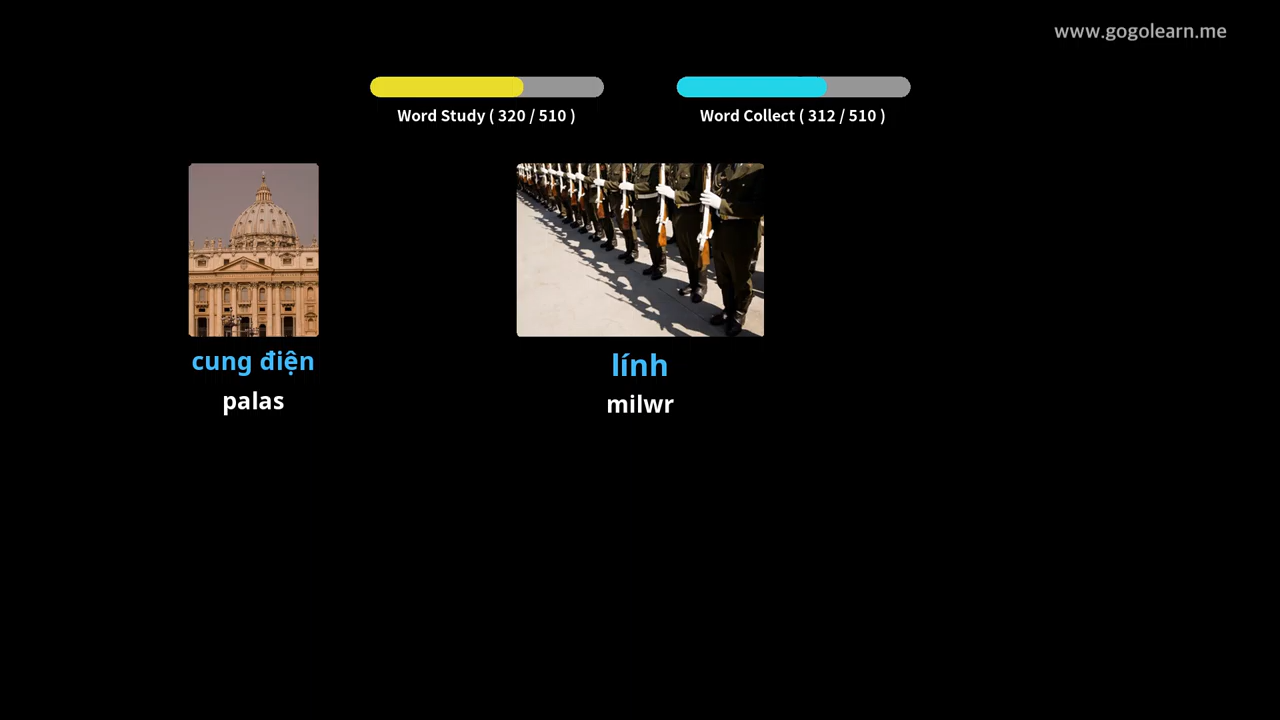 www.gogolearn.me
Word Study ( 320 / 510 )
Word Collect ( 312 / 510 )
cung điện
palas
lính
milwr